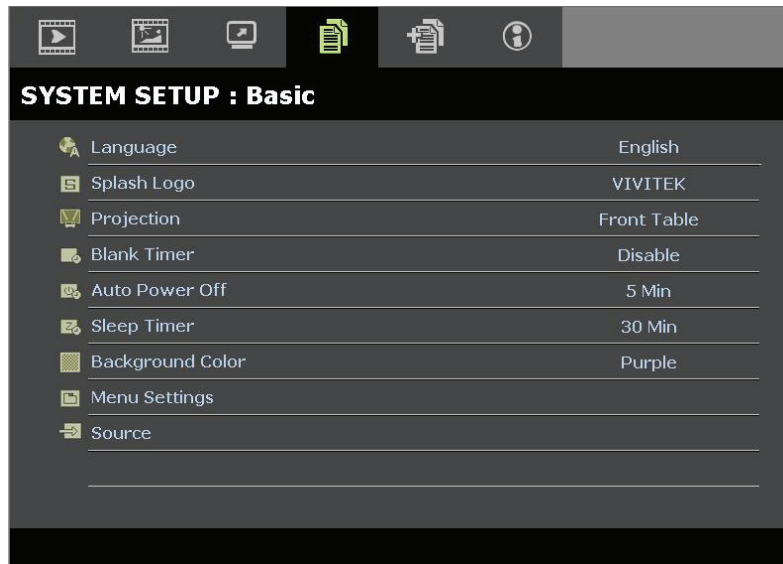 SYSTEM SETUP : Basic
Language English
Splash Logo VIVITEK
Projection Front Table
Blank Timer Disable
Auto Power Off 5 Min
Sleep Timer 30 Min
Background Color Purple
Menu Settings
Source